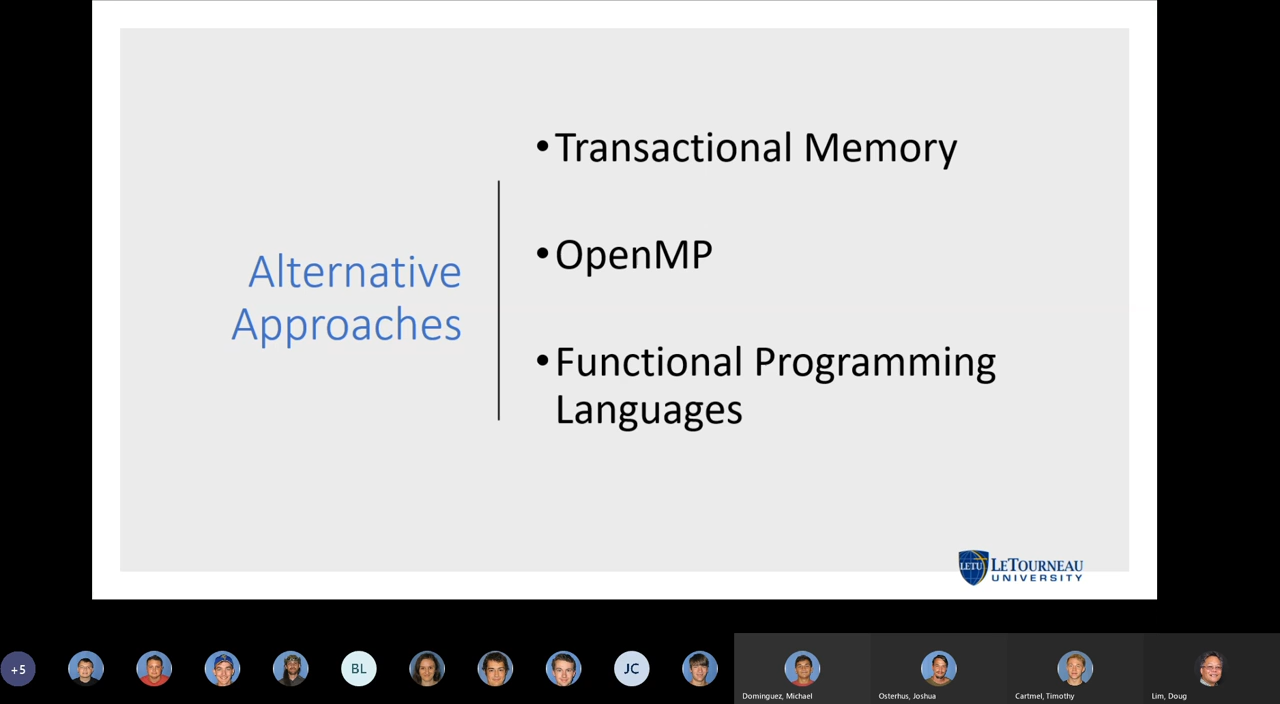 Alternative
Approaches
•Transactional Memory
•OpenMP
•Functional Programming
Languages
LETU
LETOURNEAU
UNIVERSITY
+5
BL
JC
Dominguez, Michael
Osterhus, Joshua
Cartmel, Timothy
Lim, Doug